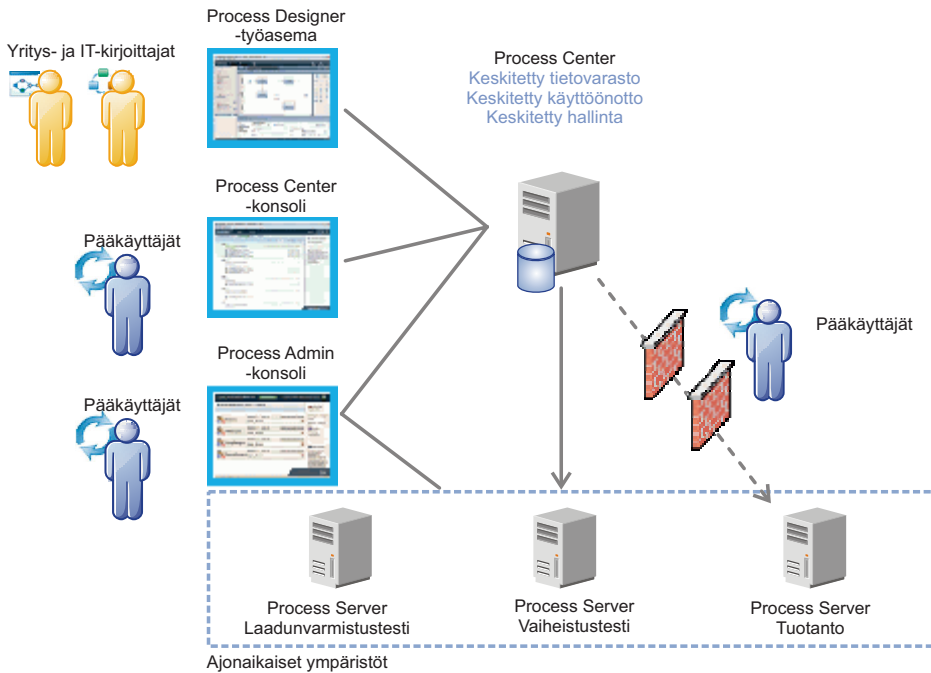 Process Designer
-työasema
Yritys- ja IT-kirjoittajat
Process Center
Keskitetty tietovarasto
Keskitetty käyttöönotto
Keskitetty hallinta
Process Center
-konsoli
Pääkäyttäjät
Pääkäyttäjät
Process Admin
-konsoli
Pääkäyttäjät
Process Server
Laadunvarmistustesti
Process Server
Vaiheistustesti
Process Server
Tuotanto
Ajonaikaiset ympäristöt